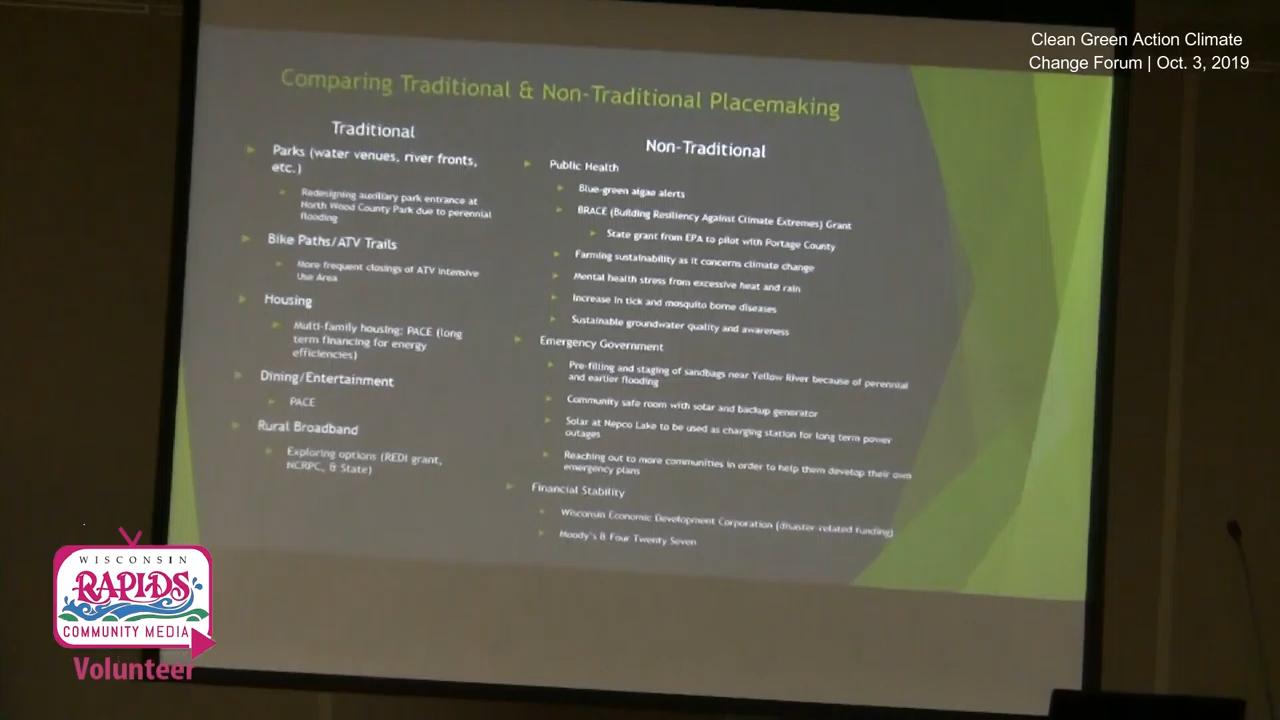 Clean Green Action Climate
Change Forum | Oct. 3, 2019
Comparing Traditional & Non-Traditional Placemaking
Traditional
Parks (water venues, river fronts,
etc.)
Redesigning auxiliary park entrance at
North Wood County Park due to perennial
flooding
Bike Paths/ATV Trails
More frequent closings of ATV Intensive
Use Area
Housing
Multi-family housing: PACE (long
term financing for energy
efficiencies)
Dining/Entertainment
PACE
Rural Broadband
Exploring options (REDI grant,
NCRPC, & State)
Non-Traditional
Public Health
Blue-green algae alerts
BRACE (Building Resiliency Against Climate Extremes) Grant
State grant from EPA to pilot with Portage County
Farming sustainability as it concerns climate change
Mental health stress from excessive heat and rain
Increase in tick and mosquito borne diseases
Sustainable groundwater quality and awareness
Emergency Government
Pre-filling and staging of sandbags near Yellow River because of perennial
and earlier flooding
Community safe room with solar and backup generator
Solar at Nepco Lake to be used as charging station for long term power
outages
Reaching out to more communities in order to help them develop their own
emergency plans
Financial Stability
Wisconsin Economic Development Corporation (disaster-related funding)
Moody's & Four Twenty Seven
WISCONSIN
RAPIDS
COMMUNITY MEDIA
Volunteer